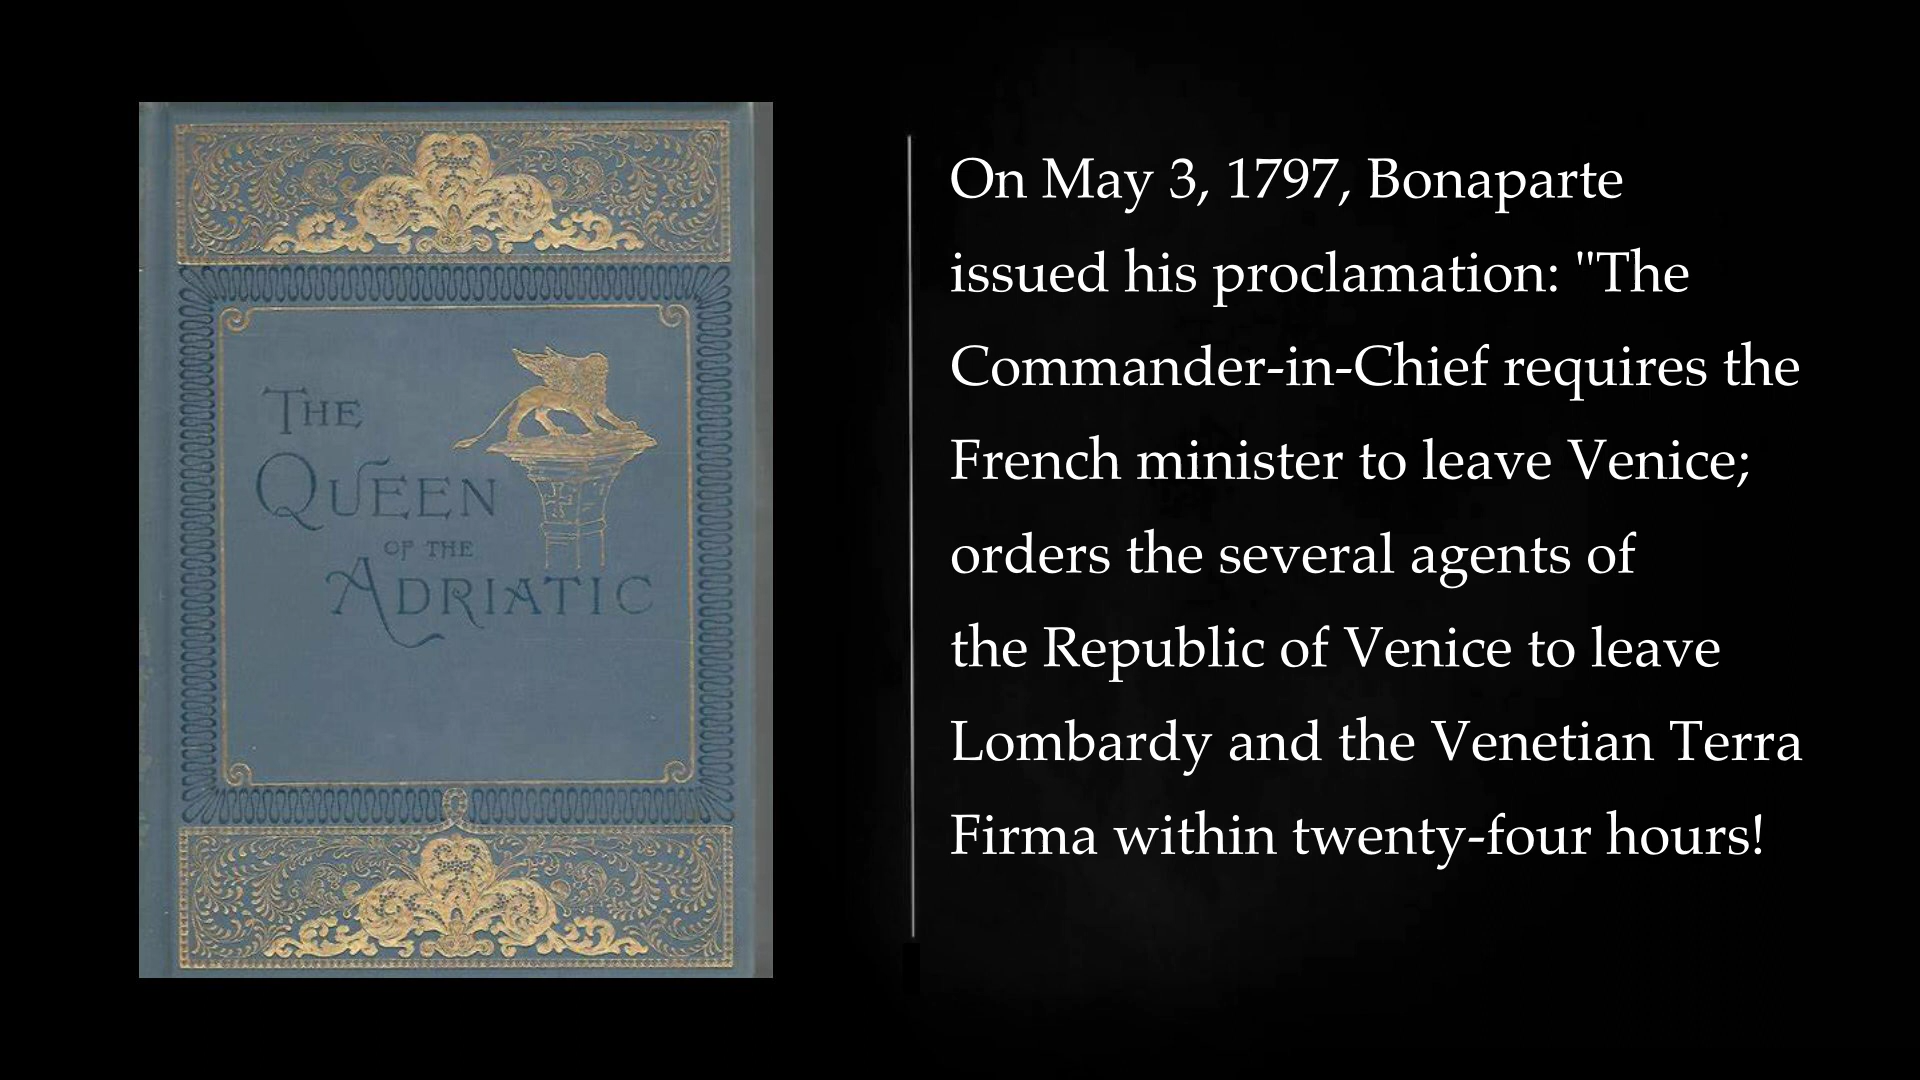 The
Queen
of the
Adriatic
On May 3, 1797, Bonaparte
issued his proclamation: "The
Commander-in-Chief requires the
French minister to leave Venice;
orders the several agents of
the Republic of Venice to leave
Lombardy and the Venetian Terra
Firma within twenty-four hours!